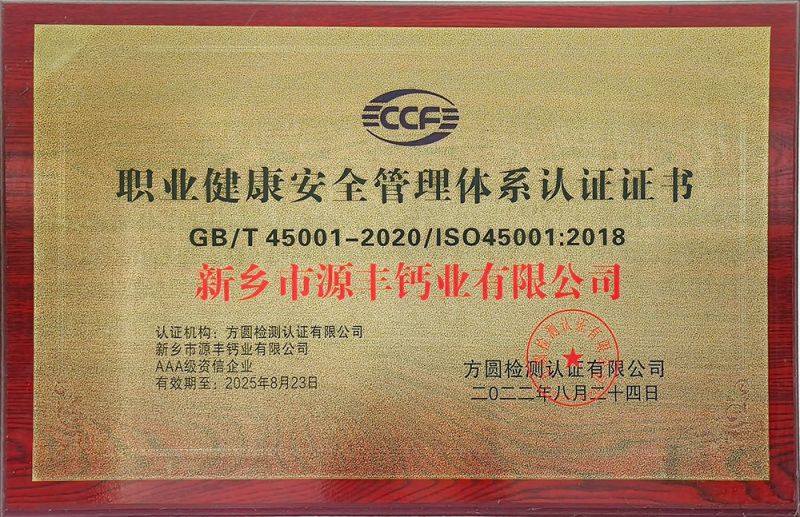 CCF
职业健康安全管理体系认证证书
GB/T 45001-2020/ISO45001:2018
新乡市源丰钙业有限公司
认证机构：方圆检测认证有限公司
新乡市源丰钙业有限公司
AAA级资信企业
有效期至：2025年8月23日
方圆检测认证有限公司
二〇二二年八月二十四日